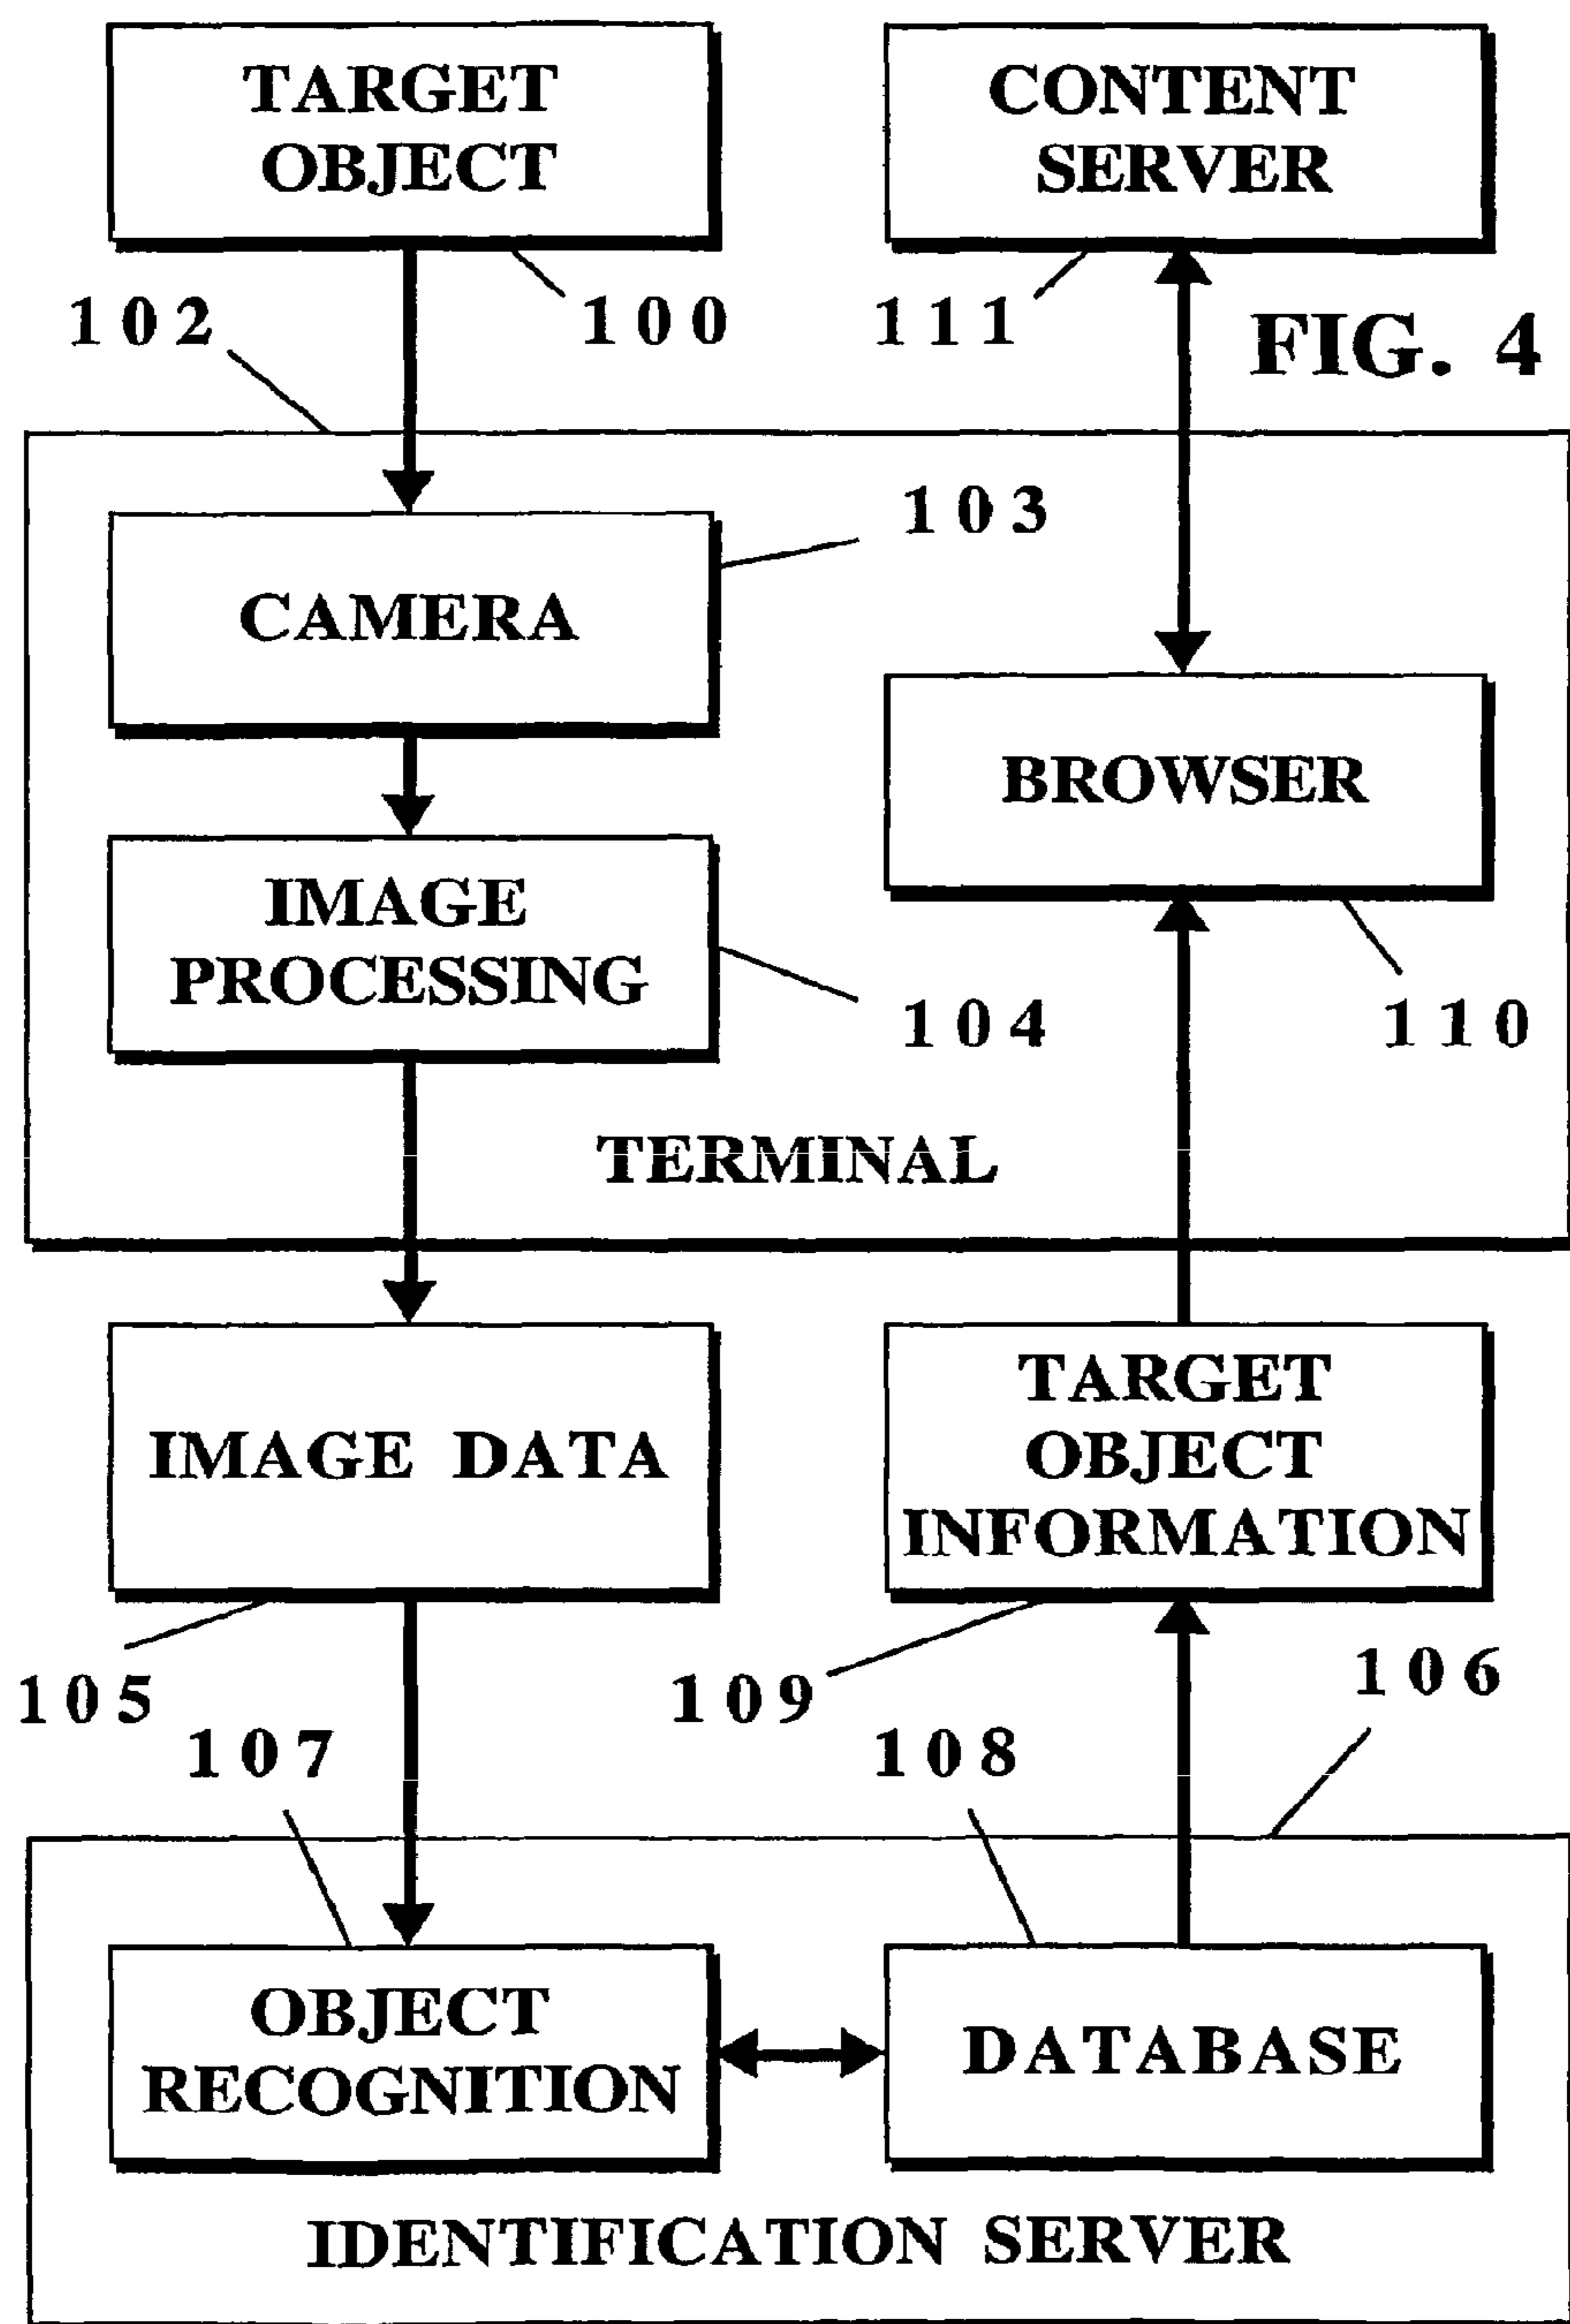 TARGET
OBJECT
CONTENT
SERVER
102
100
111
FIG. 4
103
CAMERA
BROWSER
IMAGE
PROCESSING
104
110
TERMINAL
IMAGE DATA
TARGET
OBJECT
INFORMATION
105
109
106
107
108
OBJECT
RECOGNITION
DATABASE
IDENTIFICATION SERVER